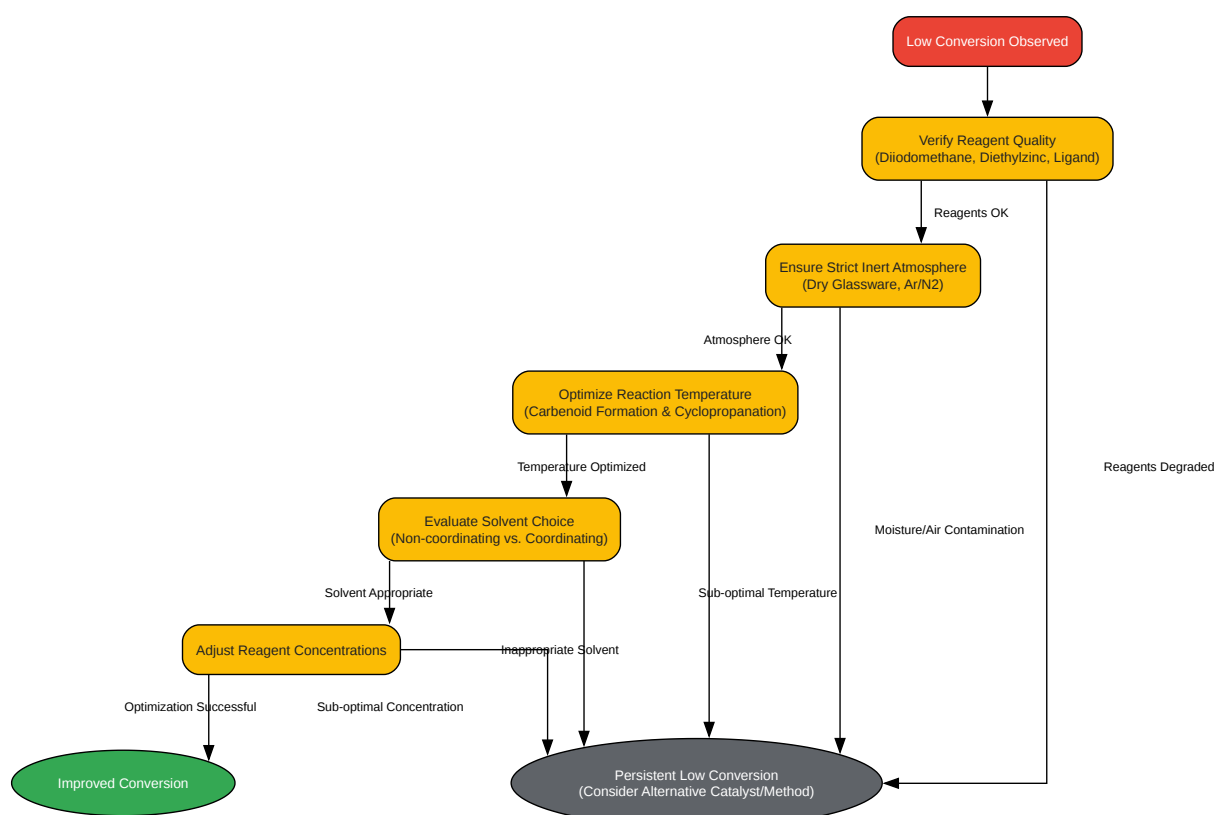 Low Conversion Observed
Verify Reagent Quality
(Diiodomethane, Diethylzinc, Ligand)
Reagents OK
Ensure Strict Inert Atmosphere
(Dry Glassware, Ar/N2)
Atmosphere OK
Optimize Reaction Temperature
(Carbenoid Formation & Cyclopropanation)
Temperature Optimized
Reagents Degraded
Evaluate Solvent Choice
(Non-coordinating vs. Coordinating)
Moisture/Air Contamination
Solvent Appropriate
Sub-optimal Temperature
Adjust Reagent Concentrations
Inappropriate Solvent
Optimization Successful
Sub-optimal Concentration
Improved Conversion
Persistent Low Conversion
(Consider Alternative Catalyst/Method)